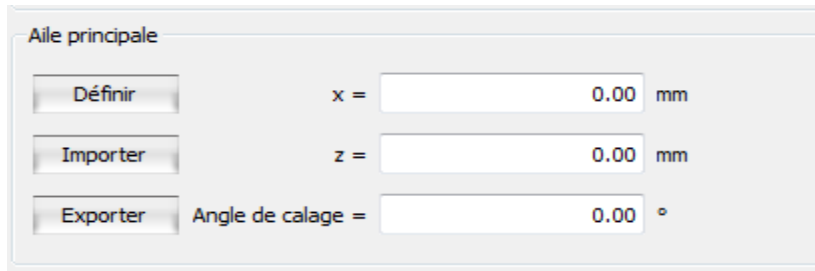 Aile principale
Définir x = 0.00 mm
Importer z = 0.00 mm
Exporter Angle de calage = 0.00 °